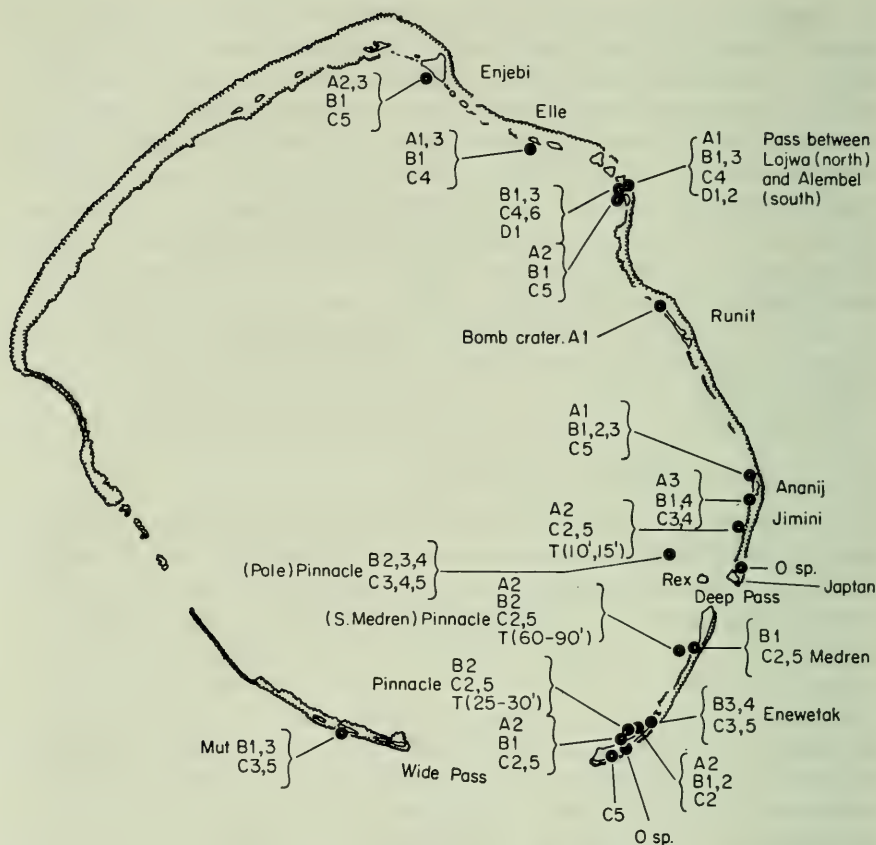 Enjebi
A2,3
B1
C5
Elle
A1,3
B1
C4
A1
B1,3
C4
D1,2
Pass between
Lojwa (north)
and Alembel
(south)
B1,3
C4,6
D1
A2
B1
C5
Runit
Bomb crater. A1
A1
B1,2,3
C5
Ananij
A3
B1,4
C3,4
Jimini
A2
C2,5
T(10',15')
O sp.
Japtan
(Pole) Pinnacle
B2,3,4
C3,4,5
Rex
Deep Pass
(S. Medren) Pinnacle
A2
B2
C2,5
T(60-90')
B1
C2,5 Medren
Pinnacle
B2
C2,5
T(25-30')
B3,4
C3,5
Enewetak
A2
B1
C2,5
A2
B1,2
C2
Mut B1,3
C3,5
Wide Pass
C5
O sp.